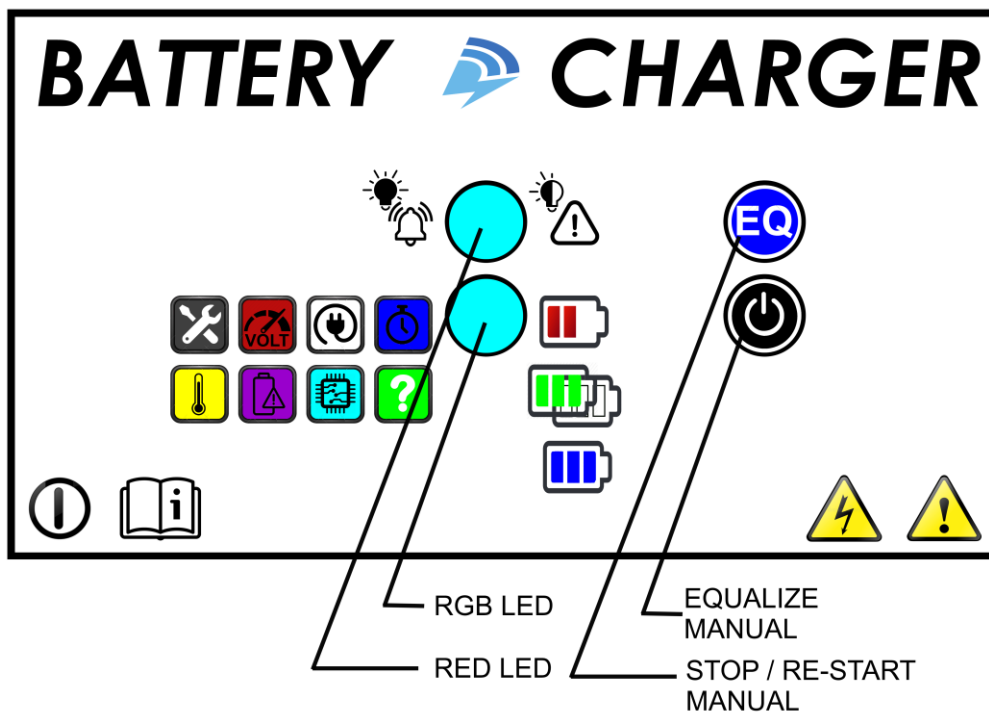 BATTERY CHARGER
EQ
VOLT
?
i
RGB LED
EQUALIZE
MANUAL
RED LED
STOP / RE-START
MANUAL